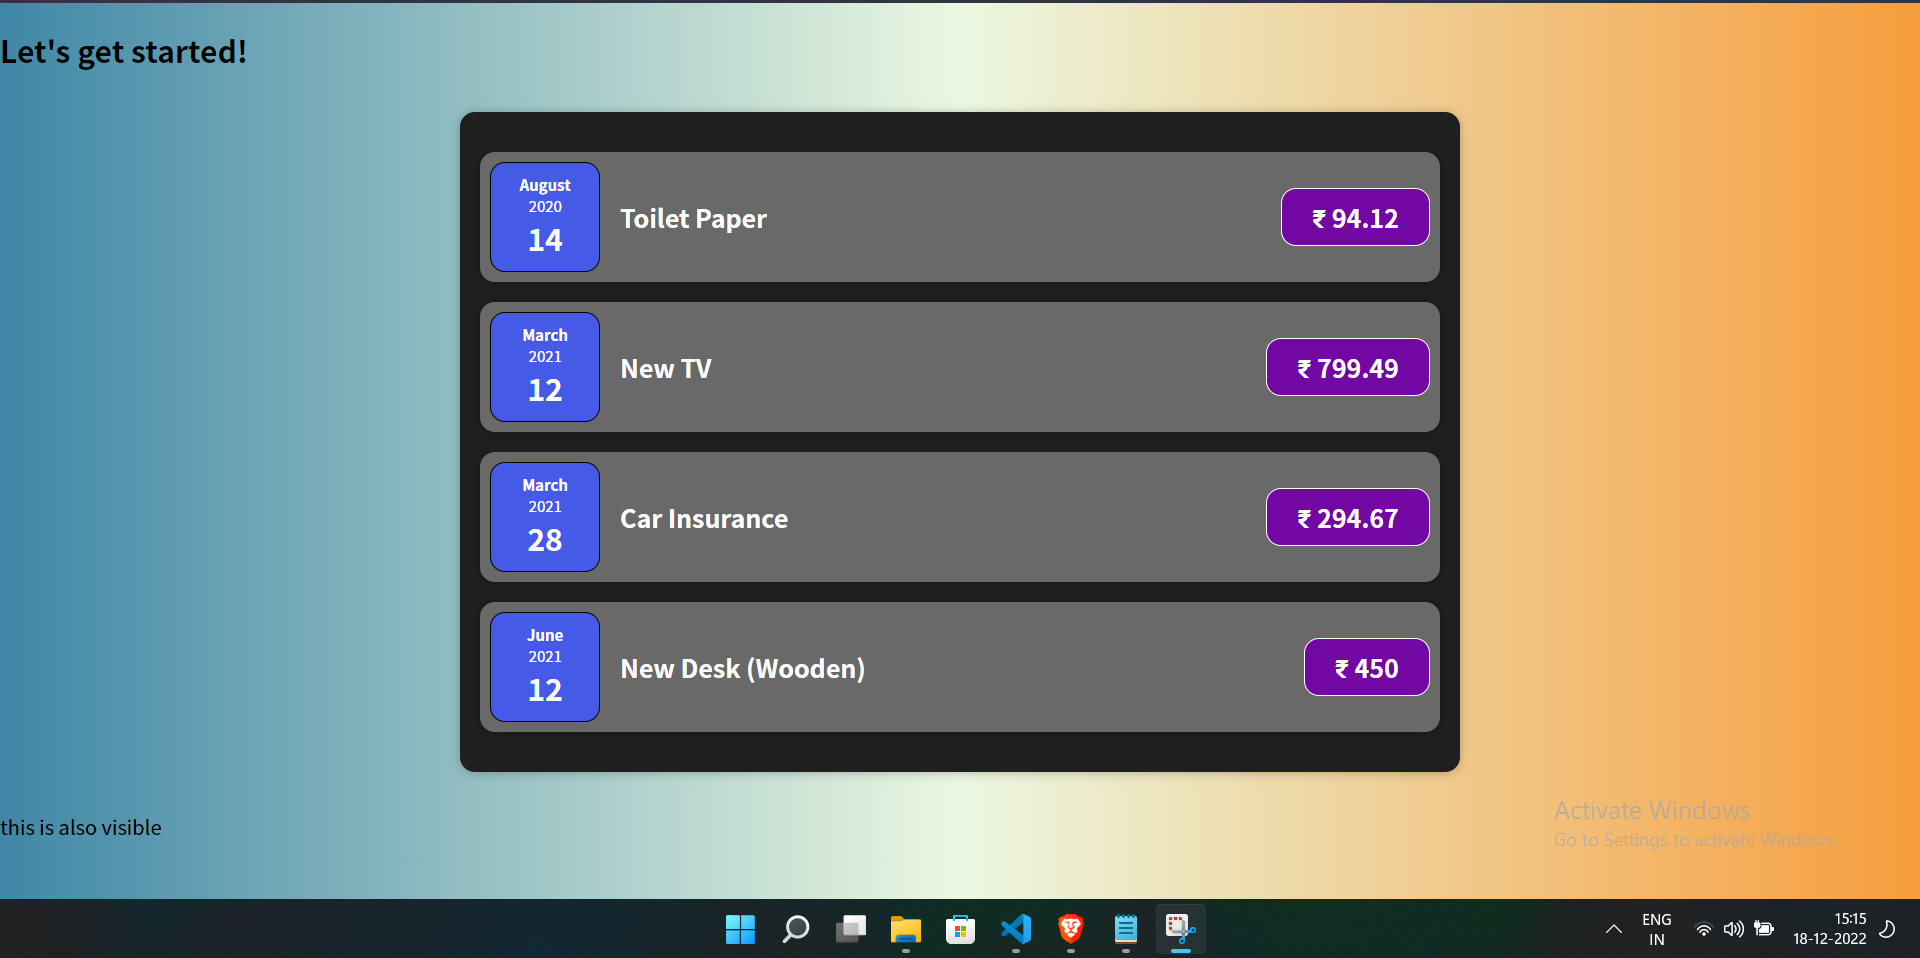 Let's get started!
August
2020
14
Toilet Paper
₹ 94.12
March
2021
12
New TV
₹ 799.49
March
2021
28
Car Insurance
₹ 294.67
June
2021
12
New Desk (Wooden)
₹ 450
this is also visible
Activate Windows
Go to Settings to activate Windows.
ENG
IN
15:15
18-12-2022